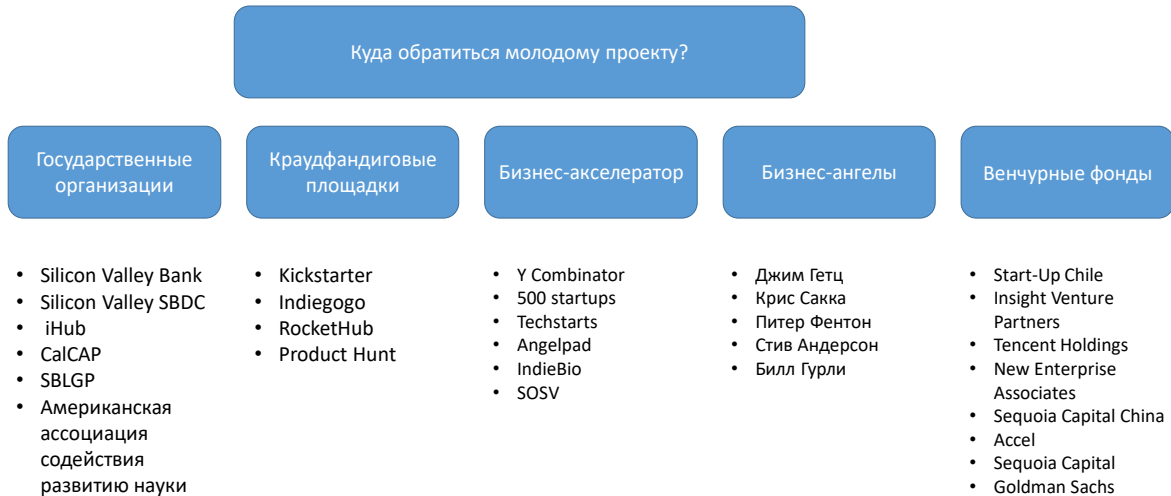 Куда обратиться молодому проекту?
Государственные
организации
Краудфандиговые
площадки
Бизнес-акселератор
Бизнес-ангелы
Венчурные фонды
• Silicon Valley Bank
• Silicon Valley SBDC
• iHub
• CalCAP
• SBLGP
• Американская
ассоциация
содействия
развитию науки
• Kickstarter
• Indiegogo
• RocketHub
• Product Hunt
• Y Combinator
• 500 startups
• Techstarts
• Angelpad
• IndieBio
• SOSV
• Джим Гетц
• Крис Сакка
• Питер Фентон
• Стив Андерсон
• Билл Гурли
• Start-Up Chile
• Insight Venture
Partners
• Tencent Holdings
• New Enterprise
Associates
• Sequoia Capital China
• Accel
• Sequoia Capital
• Goldman Sachs